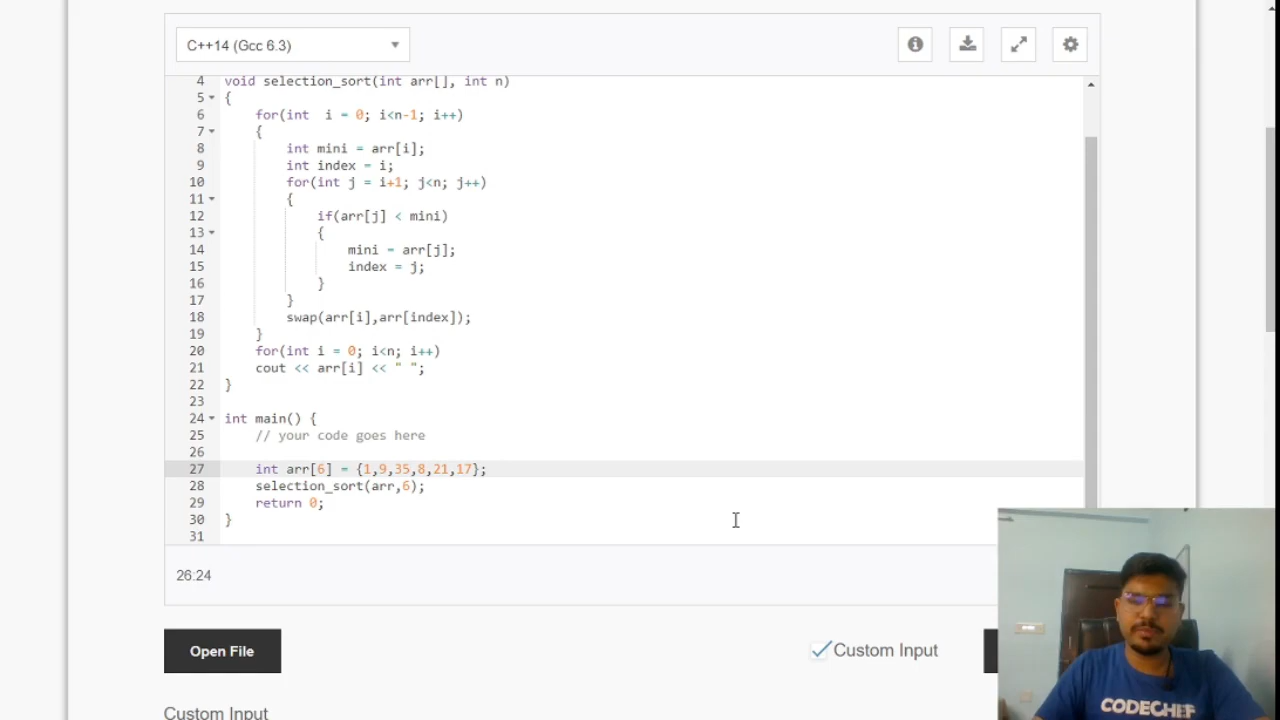 C++14 (Gcc 6.3)
4 void selection_sort(int arr[], int n)
5 {
6 for(int  i = 0; i<n-1; i++)
7 {
8 int mini = arr[i];
9 int index = i;
10 for(int j = i+1; j<n; j++)
11 {
12 if(arr[j] < mini)
13 {
14 mini = arr[j];
15 index = j;
16 }
17 }
18 swap(arr[i],arr[index]);
19 }
20 for(int i = 0; i<n; i++)
21 cout << arr[i] << " ";
22 }
23
24 int main() {
25 // your code goes here
26
27 int arr[6] = {1,9,35,8,21,17};
28 selection_sort(arr,6);
29 return 0;
30 }
31
26:24
Open File
Custom Input
Custom Input
CODECHEF